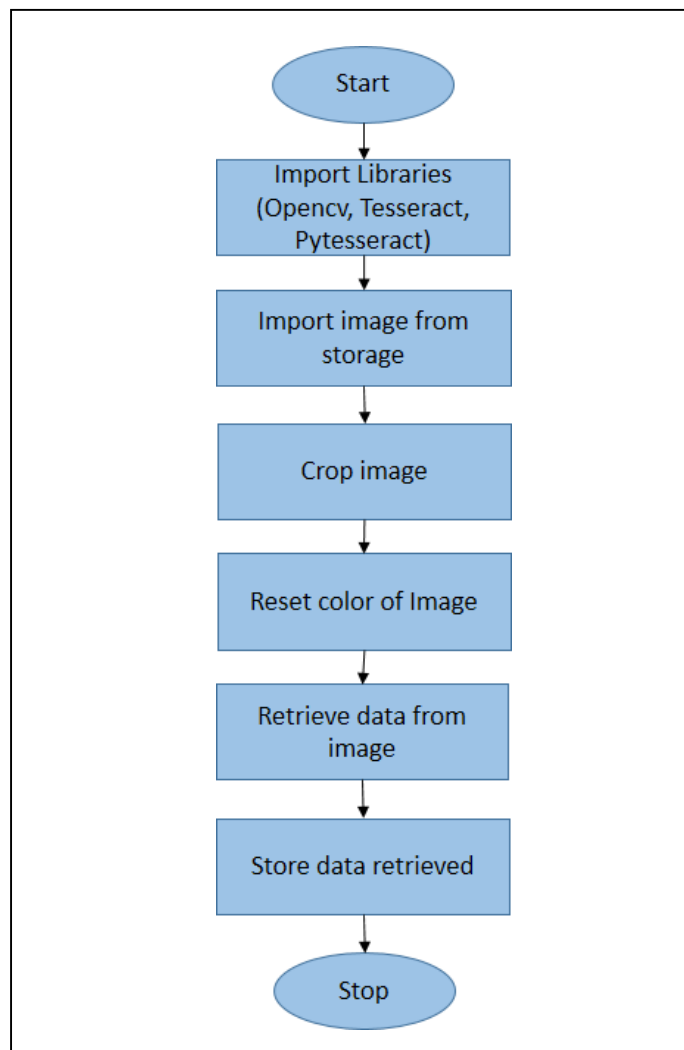 Start
Import Libraries
(Opencv, Tesseract,
Pytesseract)
Import image from
storage
Crop image
Reset color of Image
Retrieve data from
image
Store data retrieved
Stop